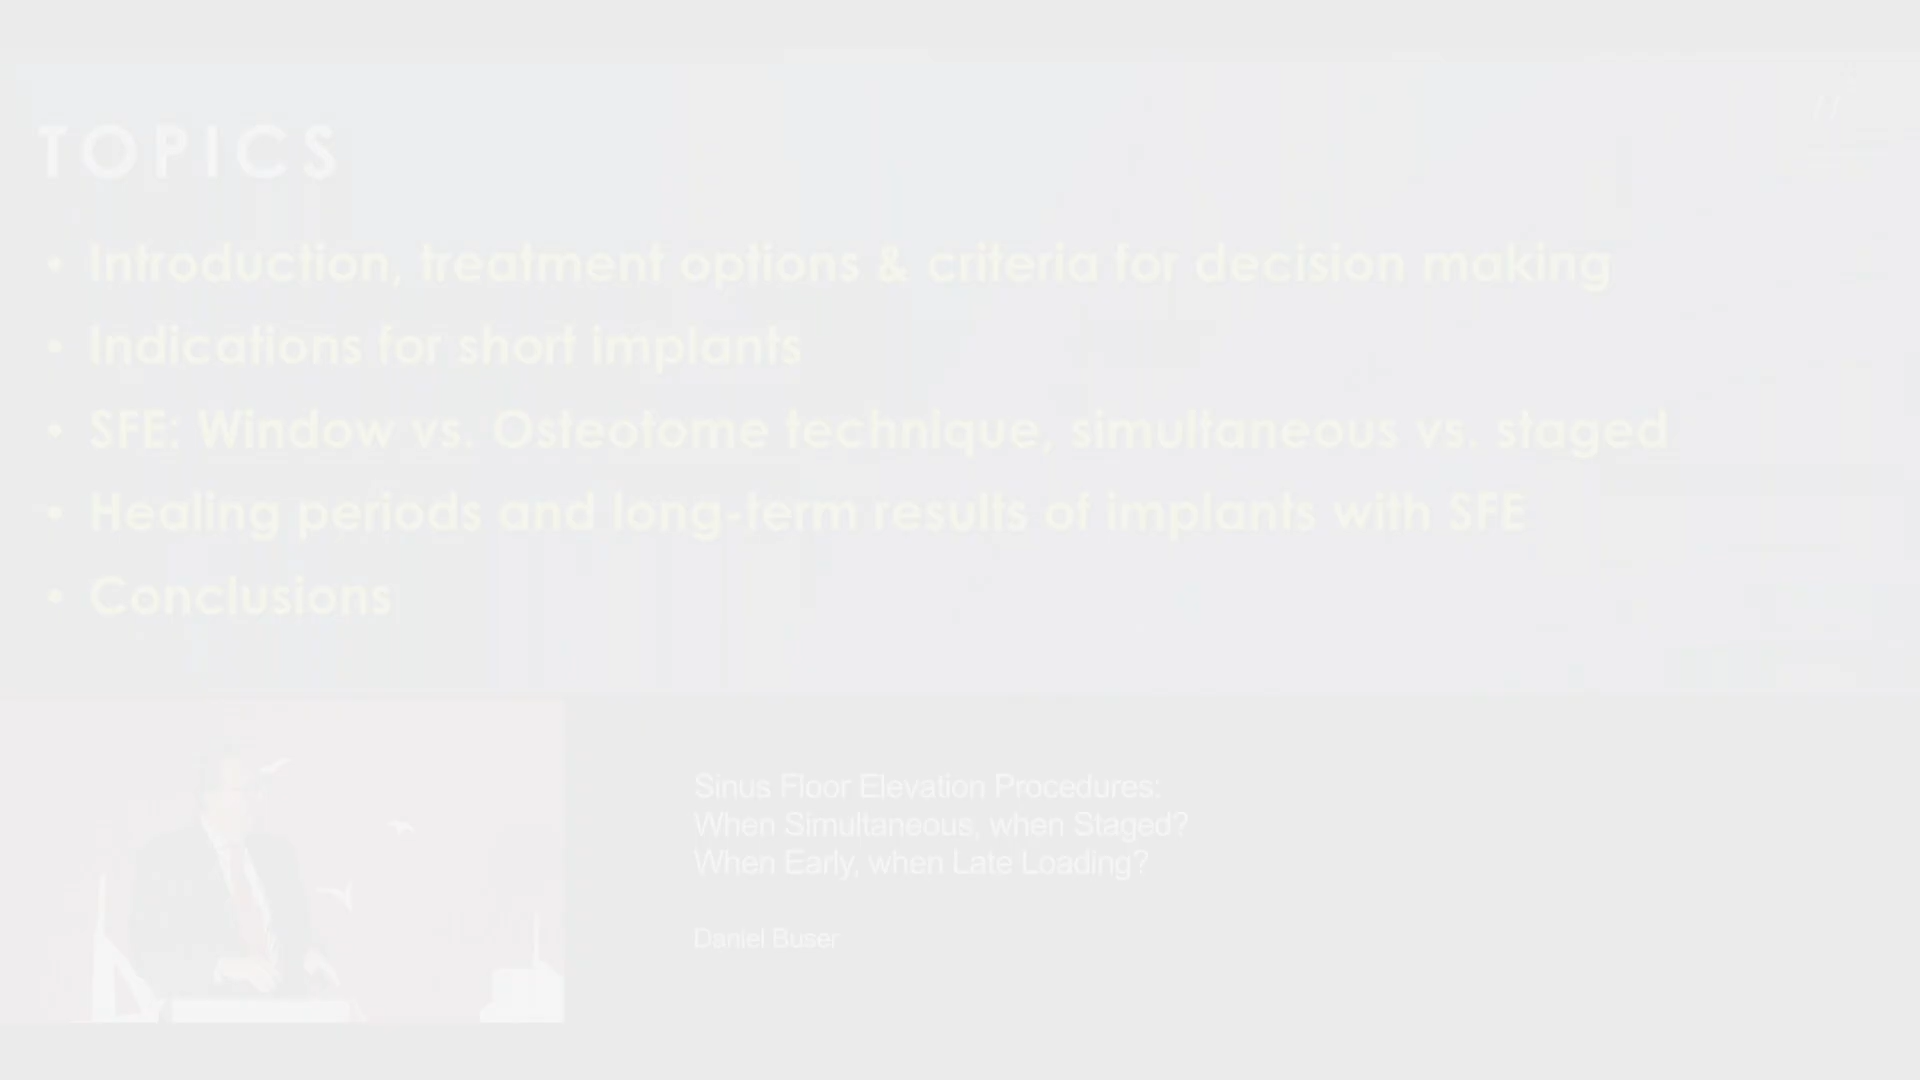 TOPICS
• Introduction, treatment options & criteria for decision making
• Indications for short implants
• SFE: Window vs. Osteotome technique, simultaneous vs. staged
• Healing periods and long-term results of implants with SFE
• Conclusions
Sinus Floor Elevation Procedures:
When Simultaneous, when Staged?
When Early, when Late Loading?
Daniel Buser